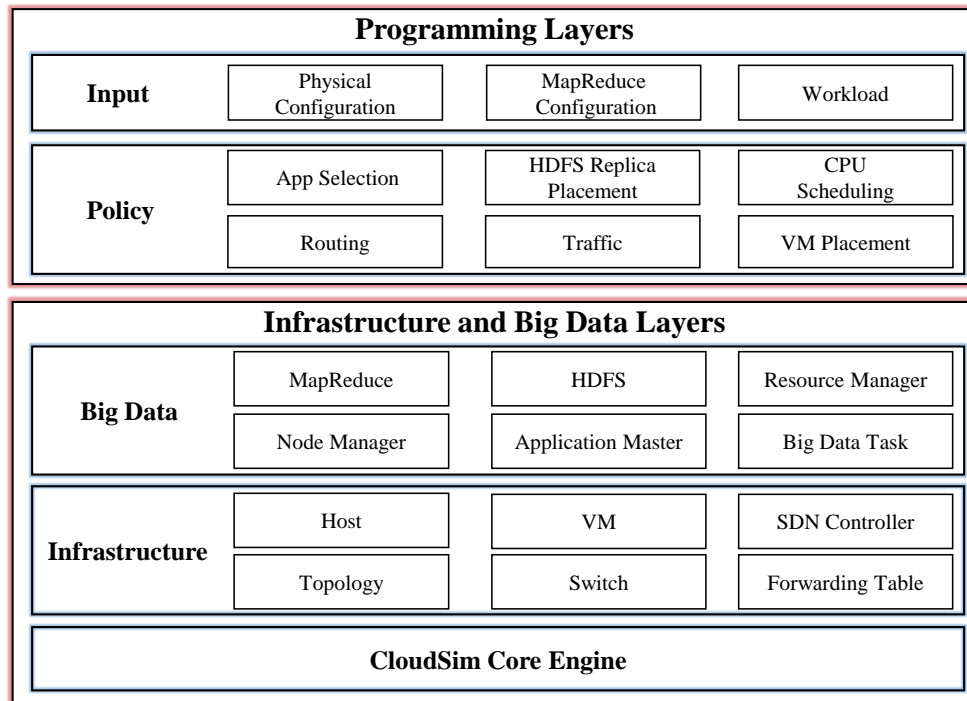 Programming Layers
Input
Physical
Configuration
MapReduce
Configuration
Workload
Policy
App Selection
HDFS Replica
Placement
CPU
Scheduling
Routing
Traffic
VM Placement
Infrastructure and Big Data Layers
Big Data
MapReduce
HDFS
Resource Manager
Node Manager
Application Master
Big Data Task
Infrastructure
Host
VM
SDN Controller
Topology
Switch
Forwarding Table
CloudSim Core Engine